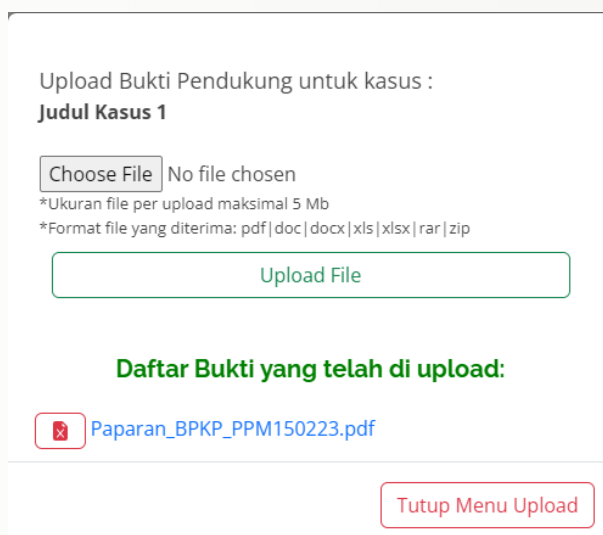 Upload Bukti Pendukung untuk kasus :
Judul Kasus 1
Choose File No file chosen
*Ukuran file per upload maksimal 5 Mb
*Format file yang diterima: pdf|doc|docx|xls|xlsx|rar|zip
Upload File
Daftar Bukti yang telah di upload:
Paparan_BPKP_PPM150223.pdf
Tutup Menu Upload